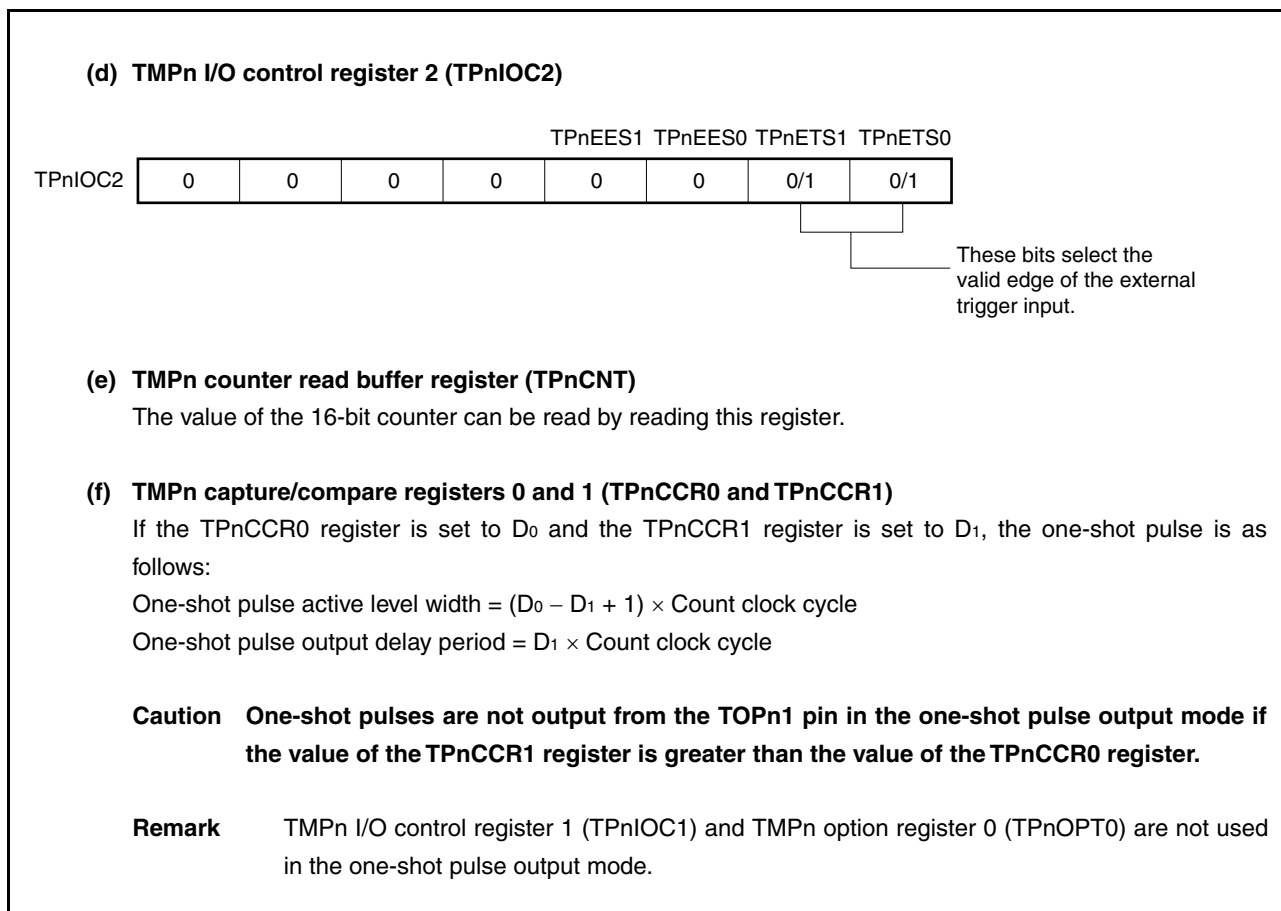 (d) TMPn I/O control register 2 (TPnIOC2)
TPnEES1 TPnEES0 TPnETS1 TPnETS0
TPnIOC2 0 0 0 0 0 0 0/1 0/1
These bits select the
valid edge of the external
trigger input.
(e) TMPn counter read buffer register (TPnCNT)
The value of the 16-bit counter can be read by reading this register.
(f) TMPn capture/compare registers 0 and 1 (TPnCCR0 and TPnCCR1)
If the TPnCCR0 register is set to D0 and the TPnCCR1 register is set to D1, the one-shot pulse is as
follows:
One-shot pulse active level width = (D0 − D1 + 1) × Count clock cycle
One-shot pulse output delay period = D1 × Count clock cycle
Caution One-shot pulses are not output from the TOPn1 pin in the one-shot pulse output mode if
the value of the TPnCCR1 register is greater than the value of the TPnCCR0 register.
Remark TMPn I/O control register 1 (TPnIOC1) and TMPn option register 0 (TPnOPT0) are not used
in the one-shot pulse output mode.